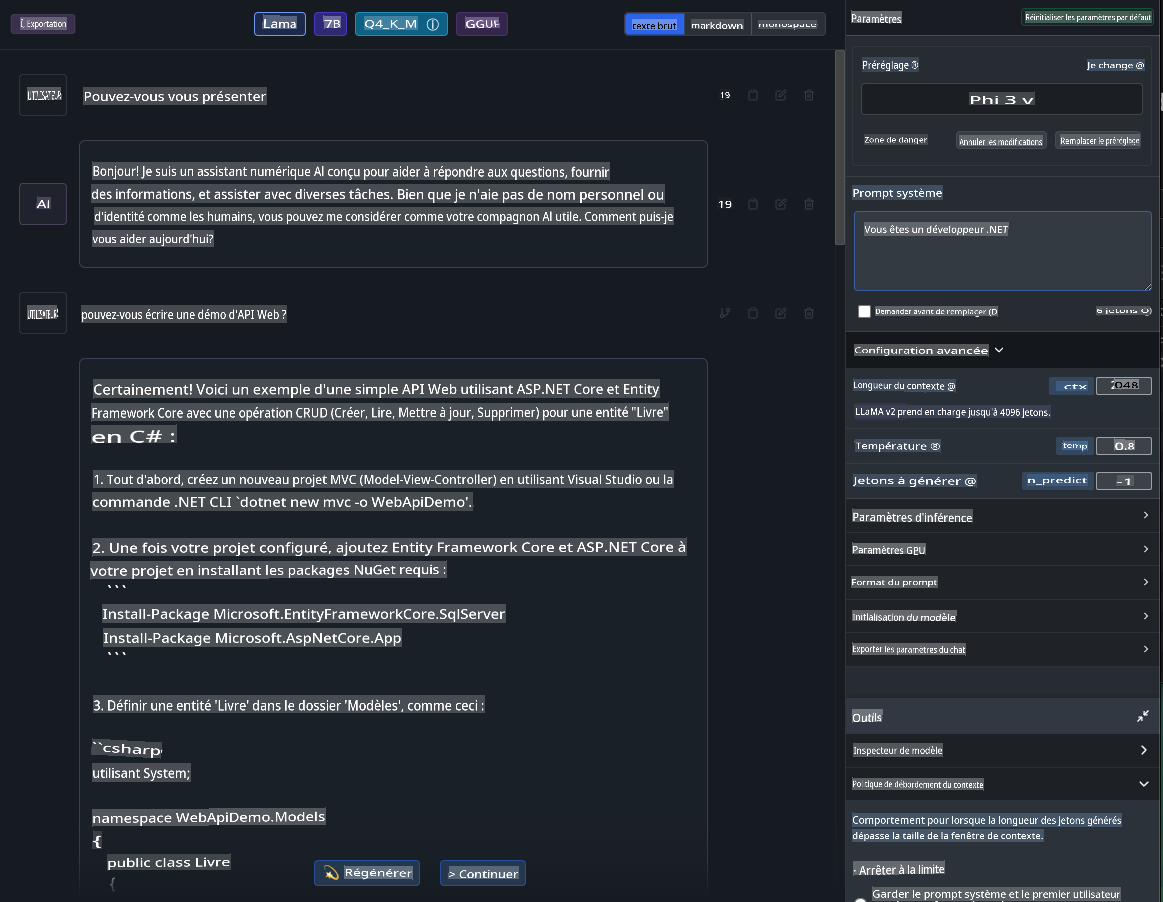 Exportation
Lama
7B
Q4_K_M
GGUF
texte brut
markdown
monospace
Pouvez-vous vous présenter
19
AI
Bonjour! Je suis un assistant numérique AI conçu pour aider à répondre aux questions, fournir
des informations, et assister avec diverses tâches. Bien que je n'aie pas de nom personnel ou
d'identité comme les humains, vous pouvez me considérer comme votre compagnon AI utile. Comment puis-je
vous aider aujourd'hui?
19
pouvez-vous écrire une démo d'API Web ?
Certainement! Voici un exemple d'une simple API Web utilisant ASP.NET Core et Entity
Framework Core avec une opération CRUD (Créer, Lire, Mettre à jour, Supprimer) pour une entité "Livre"
en C# :
1. Tout d'abord, créez un nouveau projet MVC (Model-View-Controller) en utilisant Visual Studio ou la
commande .NET CLI `dotnet new mvc -o WebApiDemo'.
2. Une fois votre projet configuré, ajoutez Entity Framework Core et ASP.NET Core à
votre projet en installant les packages NuGet requis :
```
Install-Package Microsoft.EntityFrameworkCore.SqlServer
Install-Package Microsoft.AspNetCore.App
```
3. Définir une entité 'Livre' dans le dossier 'Modèles', comme ceci :
``csharp
utilisant System;
namespace WebApiDemo.Models
{
public class Livre
{
Régénérer
> Continuer
Paramètres
Réinitialiser les paramètres par défaut
Préréglage
Je change @
Phi 3 v
Zone de danger
Annuler les modifications
Remplacer le préréglage
Prompt système
Vous êtes un développeur .NET
Demander avant de remplacer (D
6 jetons
Configuration avancée
Longueur du contexte @
ctx
2048
LLaMA v2 prend en charge jusqu'à 4096 jetons.
Température ®
temp
0.8
Jetons à générer @
n_predict
-1
Paramètres d'inférence
Paramètres GPU
Format du prompt
Initialisation du modèle
Exporter les paramètres du chat
Outils
Inspecteur de modèle
Politique de débordement du contexte
Comportement pour lorsque la longueur des jetons générés
dépasse la taille de la fenêtre de contexte.
· Arrêter à la limite
Garder le prompt système et le premier utilisateur